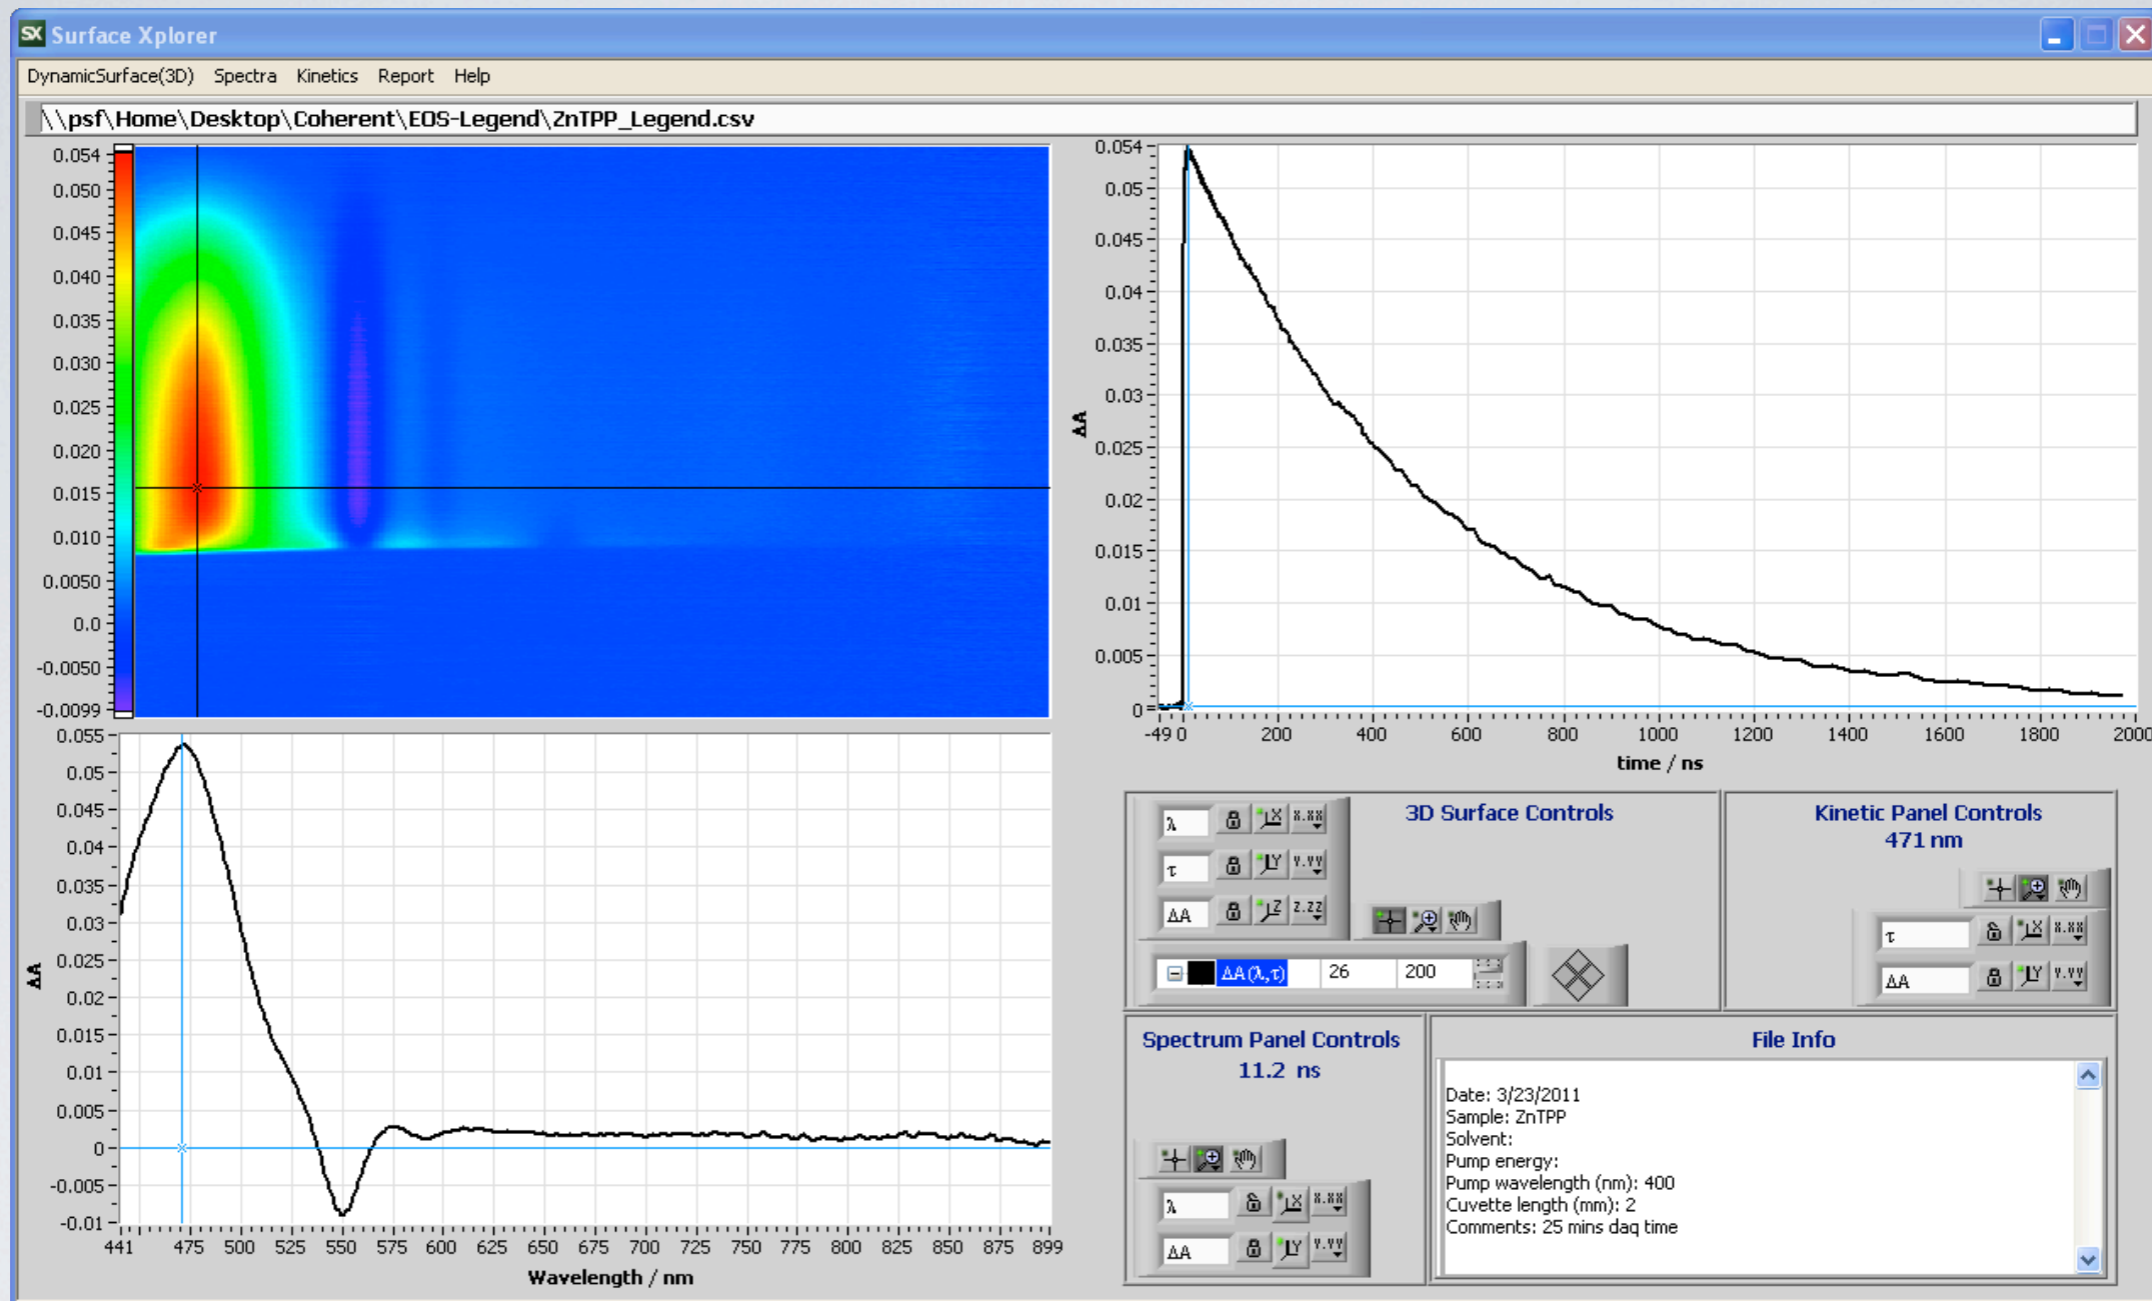 SX Surface Xplorer
DynamicSurface(3D) Spectra Kinetics Report Help
\\psf\Home\Desktop\Coherent\EOS-Legend\ZnTPP_Legend.csv
0.054
0.050
0.045
0.040
0.035
0.030
0.025
0.020
0.015
0.010
0.0050
0.0
-0.0050
-0.0099
0.054
0.05
0.045
0.04
0.035
0.03
0.025
0.02
0.015
0.01
0.005
0
ΔA
-49 0 200 400 600 800 1000 1200 1400 1600 1800 2000
time / ns
0.055
0.05
0.045
0.04
0.035
0.03
0.025
0.02
0.015
0.01
0.005
0
-0.005
-0.01
ΔA
441 475 500 525 550 575 600 625 650 675 700 725 750 775 800 825 850 875 899
Wavelength / nm
3D Surface Controls
λ X X.XX
τ Y Y.YY
ΔA Z Z.ZZ
ΔA(λ,τ) 26 200
Kinetic Panel Controls
471 nm
τ X X.XX
ΔA Y Y.YY
Spectrum Panel Controls
11.2 ns
λ X X.XX
ΔA Y Y.YY
File Info
Date: 3/23/2011
Sample: ZnTPP
Solvent:
Pump energy:
Pump wavelength (nm): 400
Cuvette length (mm): 2
Comments: 25 mins daq time